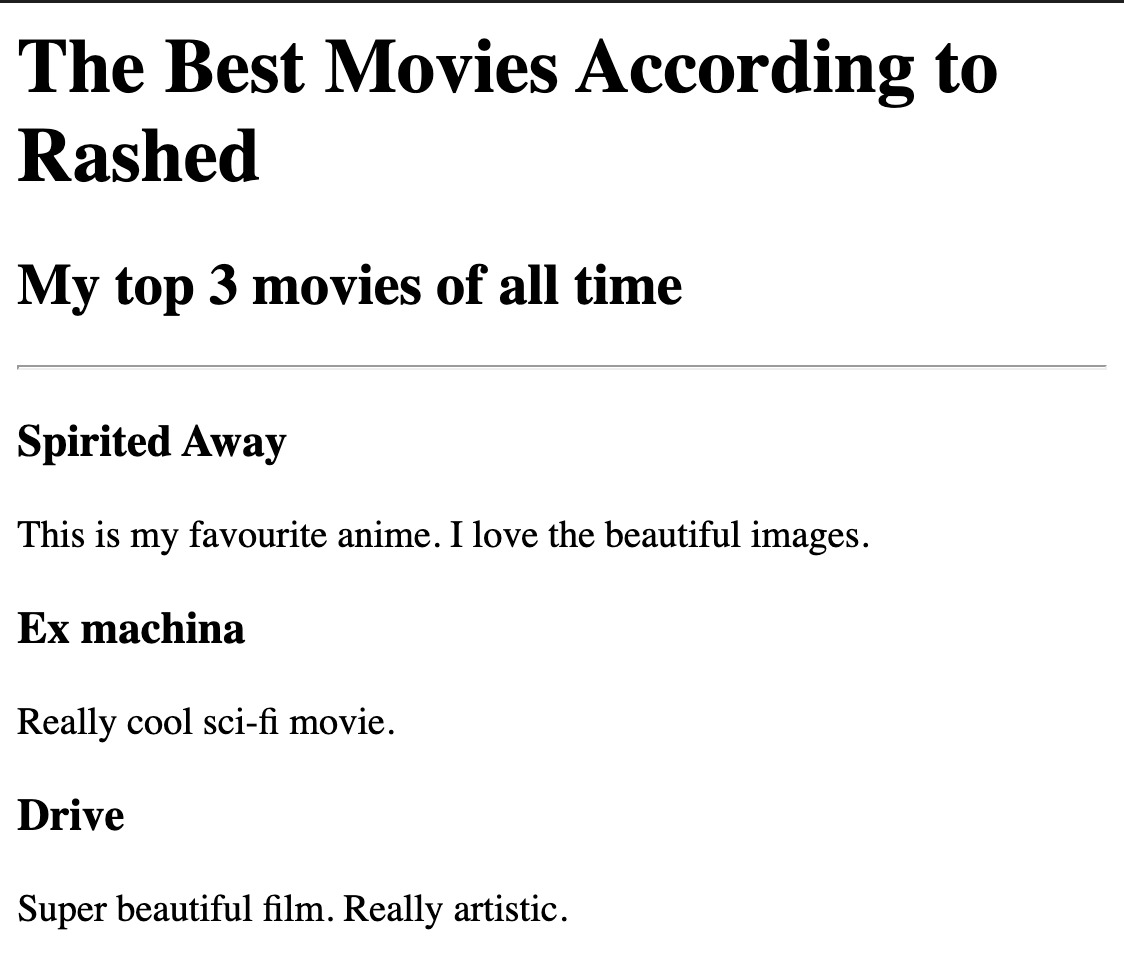 The Best Movies According to
Rashed
My top 3 movies of all time
Spirited Away
This is my favourite anime. I love the beautiful images.
Ex machina
Really cool sci-fi movie.
Drive
Super beautiful film. Really artistic.